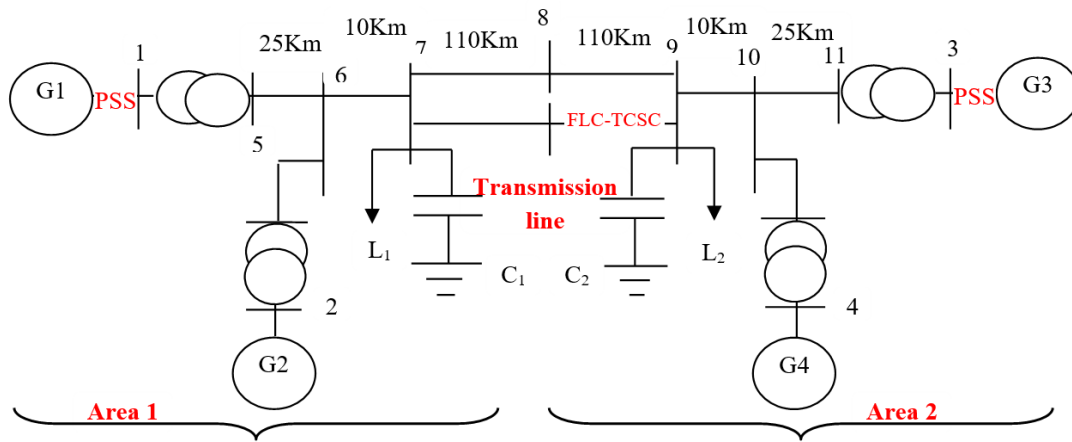 8
10Km
7
110Km
110Km
9
10Km
25Km
10
11
3
1
25Km
6
G1
PSS
PSS
G3
5
FLC-TCSC
Transmission
line
L1
C1
C2
L2
2
4
G2
G4
Area 1
Area 2